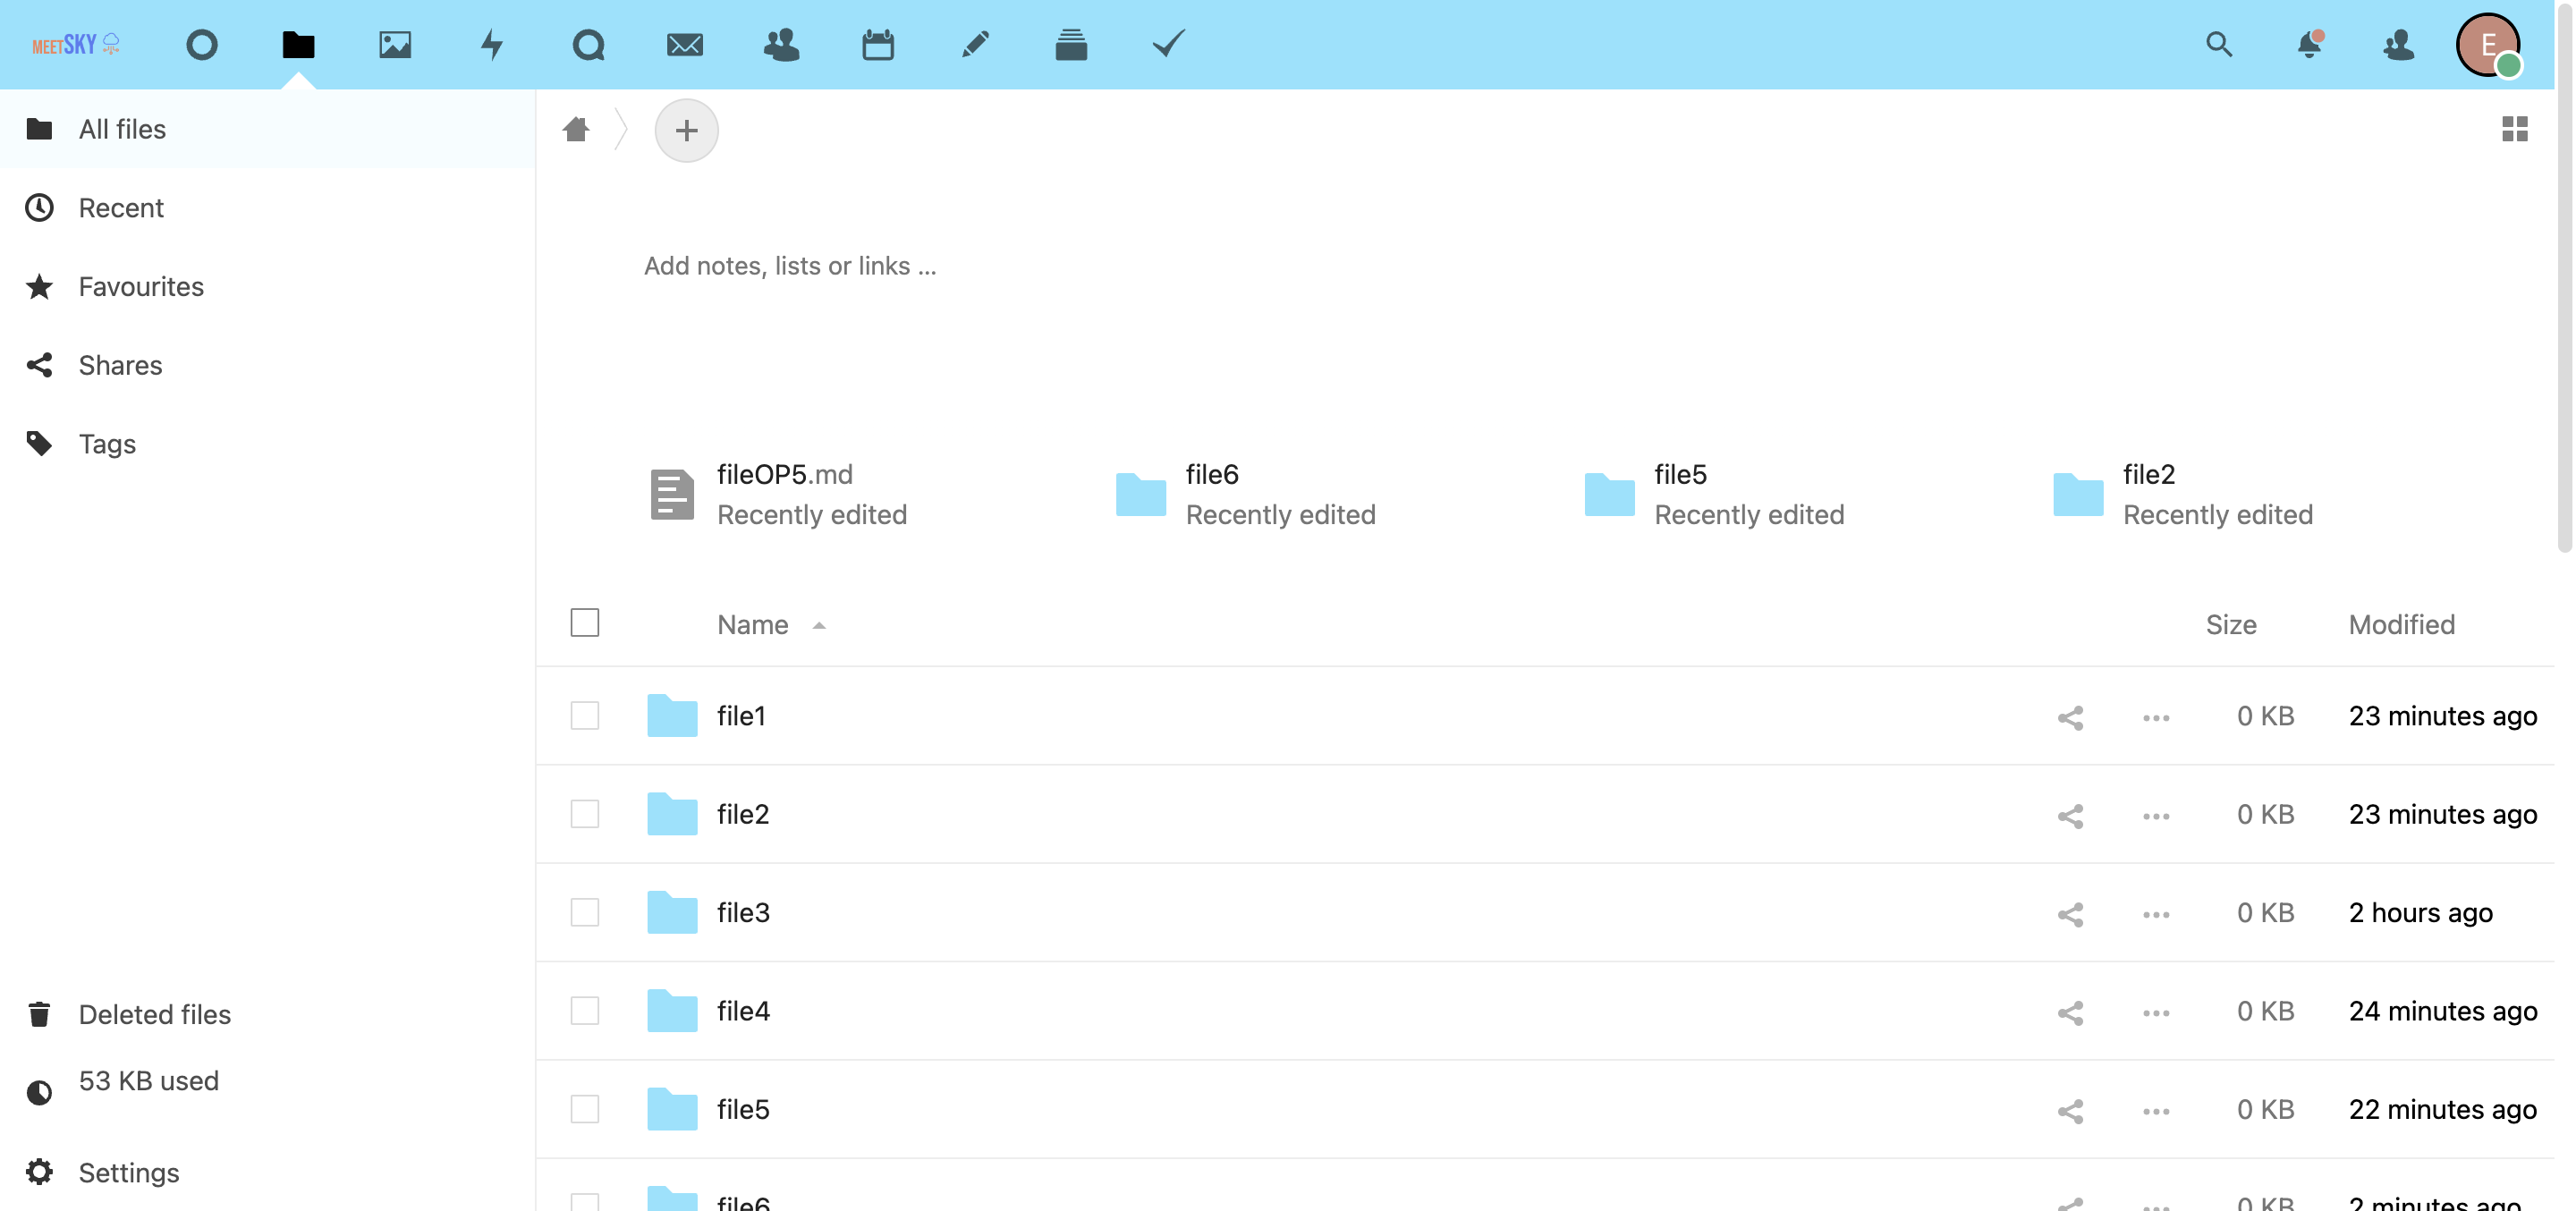 MEETSKY
E
All files
Recent
Favourites
Shares
Tags
Deleted files
53 KB used
Settings
Add notes, lists or links ...
fileOP5.md
Recently edited
file6
Recently edited
file5
Recently edited
file2
Recently edited
Name Size Modified
file1 0 KB 23 minutes ago
file2 0 KB 23 minutes ago
file3 0 KB 2 hours ago
file4 0 KB 24 minutes ago
file5 0 KB 22 minutes ago
file6 0 KB 2 minutes ago